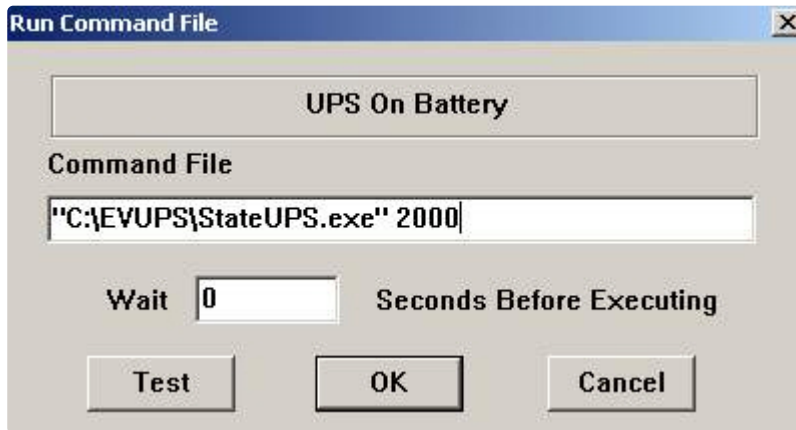 Run Command File
UPS On Battery
Command File
"C:\EVUPS\StateUPS.exe" 2000
Wait 0 Seconds Before Executing
Test OK Cancel